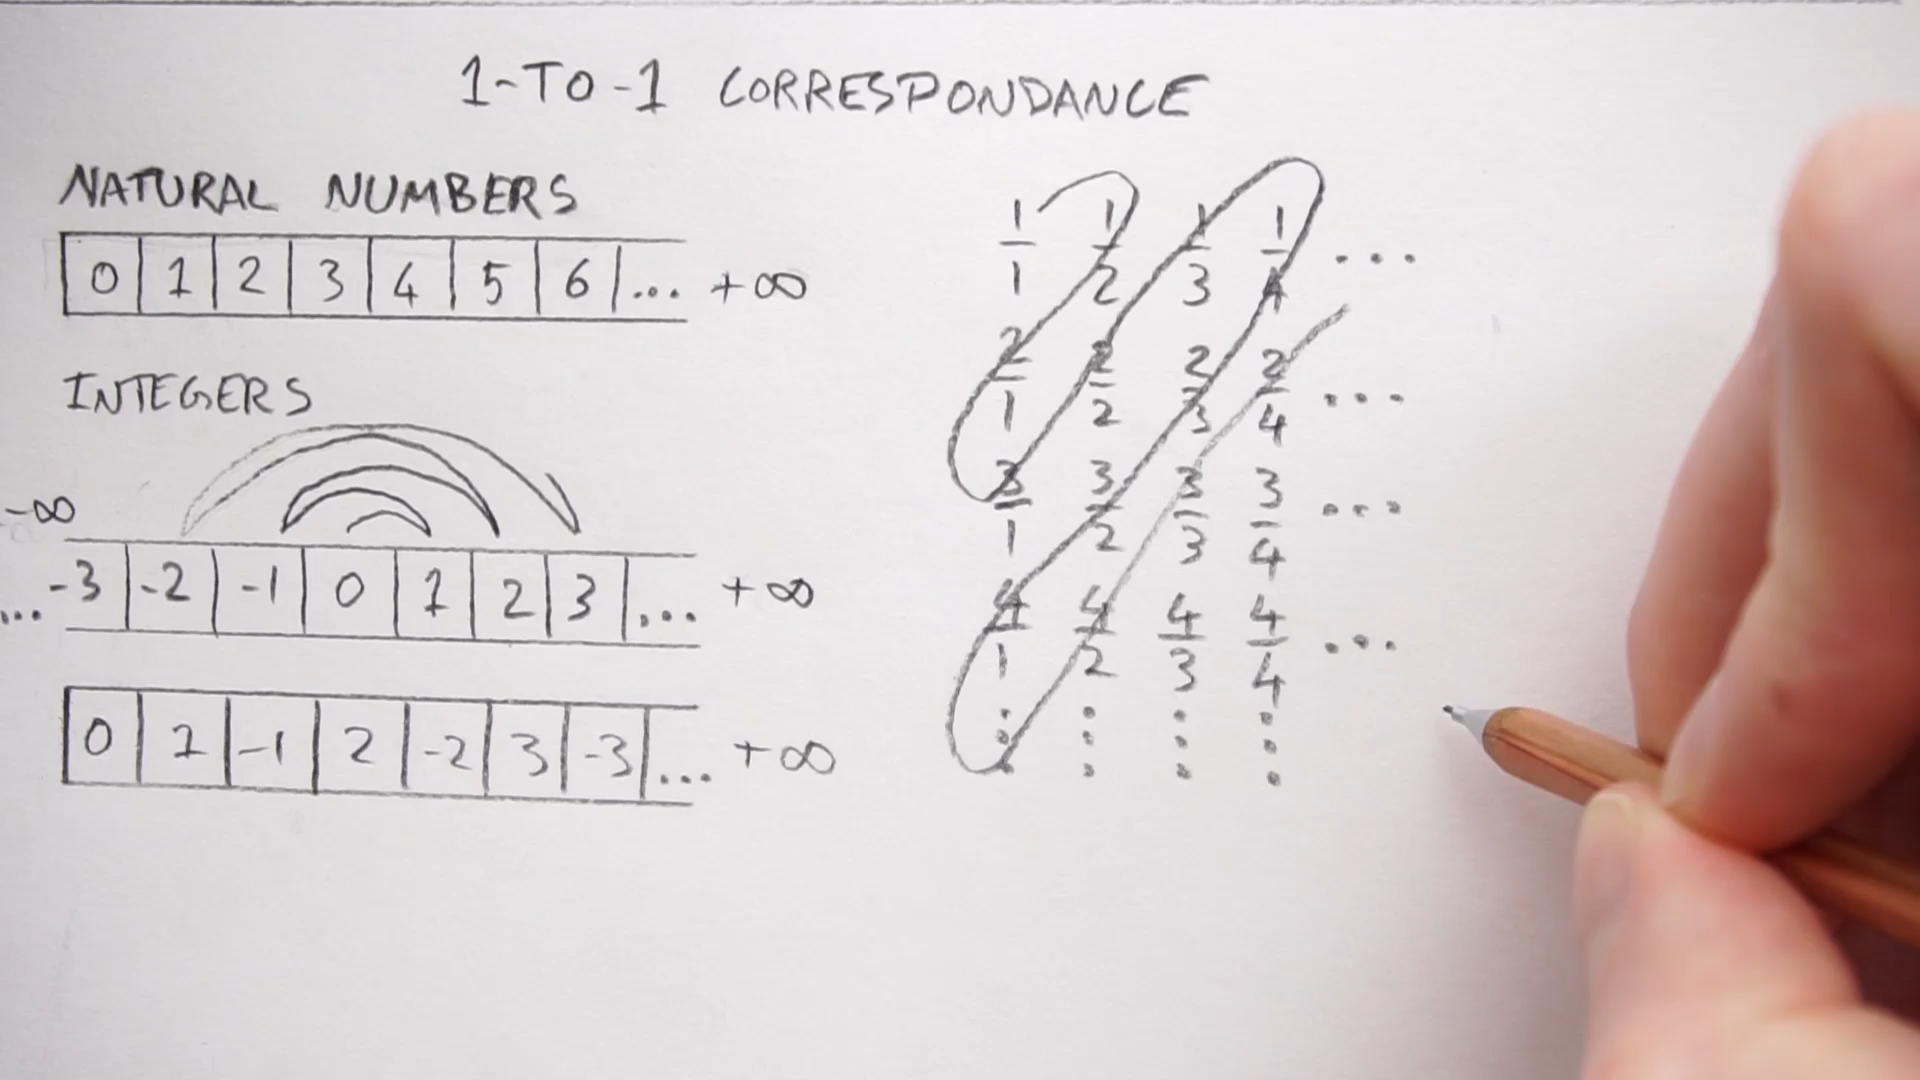 1-TO-1 CORRESPONDANCE
NATURAL NUMBERS
0 1 2 3 4 5 6 ... +∞
INTEGERS
-∞
... -3 -2 -1 0 1 2 3 ... +∞
0 1 -1 2 -2 3 -3 ... +∞
1/1 1/2 1/3 1/4 ...
2/1 2/2 2/3 2/4 ...
3/1 3/2 3/3 3/4 ...
4/1 4/2 4/3 4/4 ...